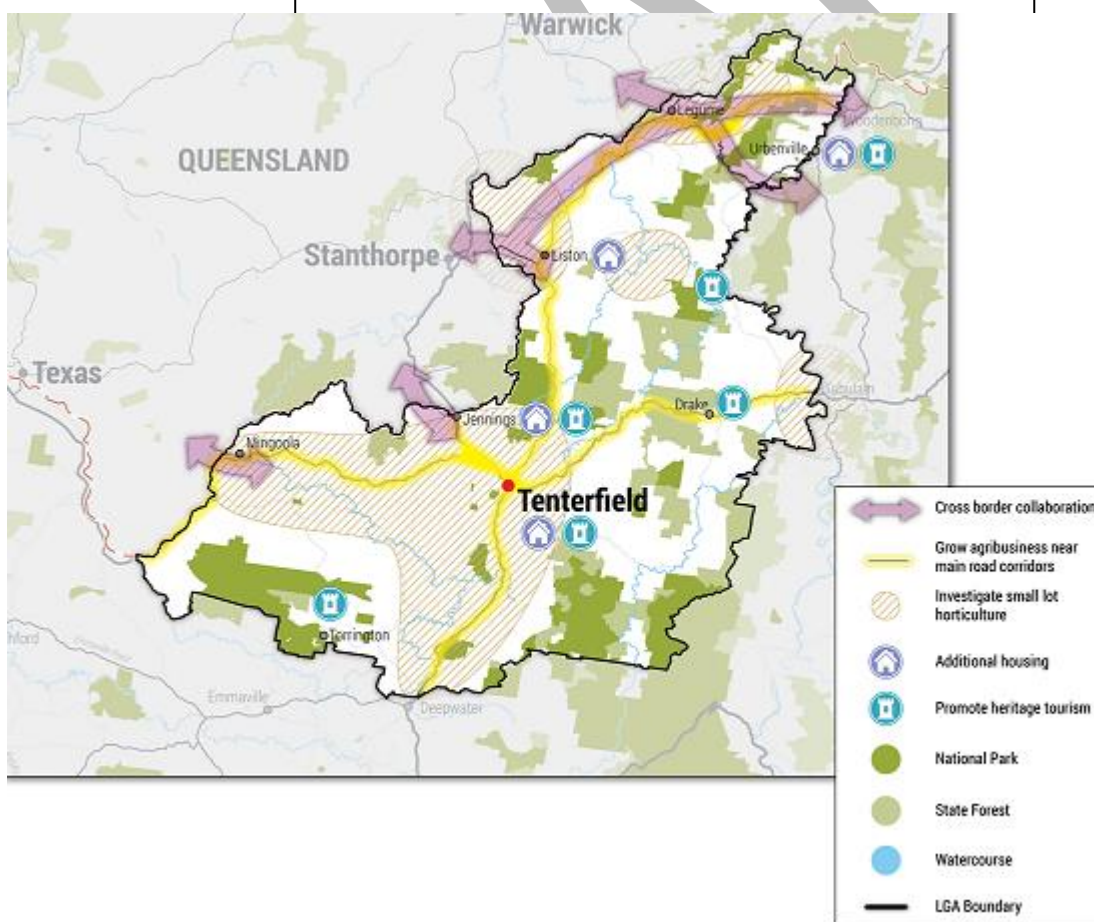 Warwick
Legume
Woodenbong
QUEENSLAND
Urbenville
Stanthorpe
Liston
Texas
Drake
Jennings
Mingoola
Tenterfield
Torrington
Emmaville
Deepwater
Cross border collaboration
Grow agribusiness near
main road corridors
Investigate small lot
horticulture
Additional housing
Promote heritage tourism
National Park
State Forest
Watercourse
LGA Boundary